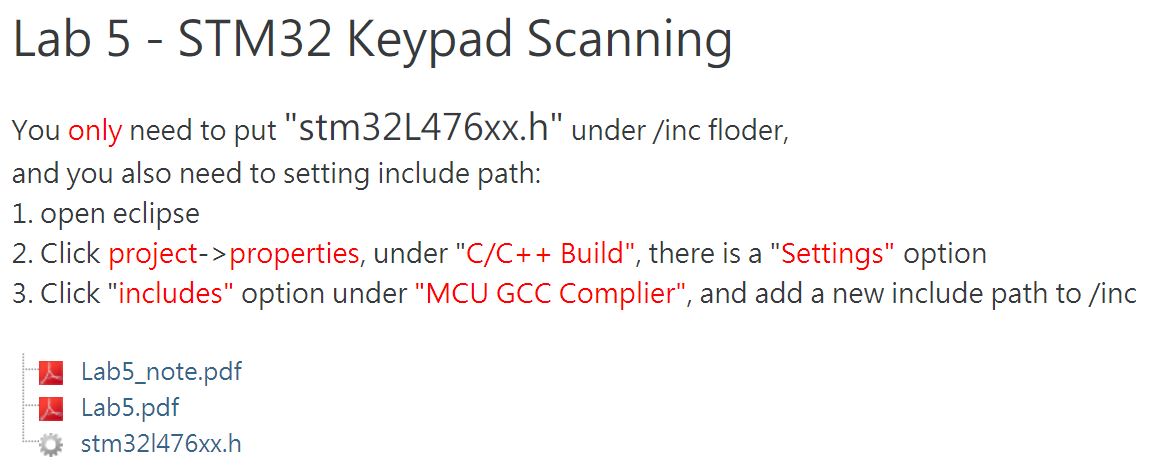 Lab 5 - STM32 Keypad Scanning
You only need to put "stm32L476xx.h" under /inc floder,
and you also need to setting include path:
1. open eclipse
2. Click project->properties, under "C/C++ Build", there is a "Settings" option
3. Click "includes" option under "MCU GCC Complier", and add a new include path to /inc
Lab5_note.pdf
Lab5.pdf
stm32l476xx.h